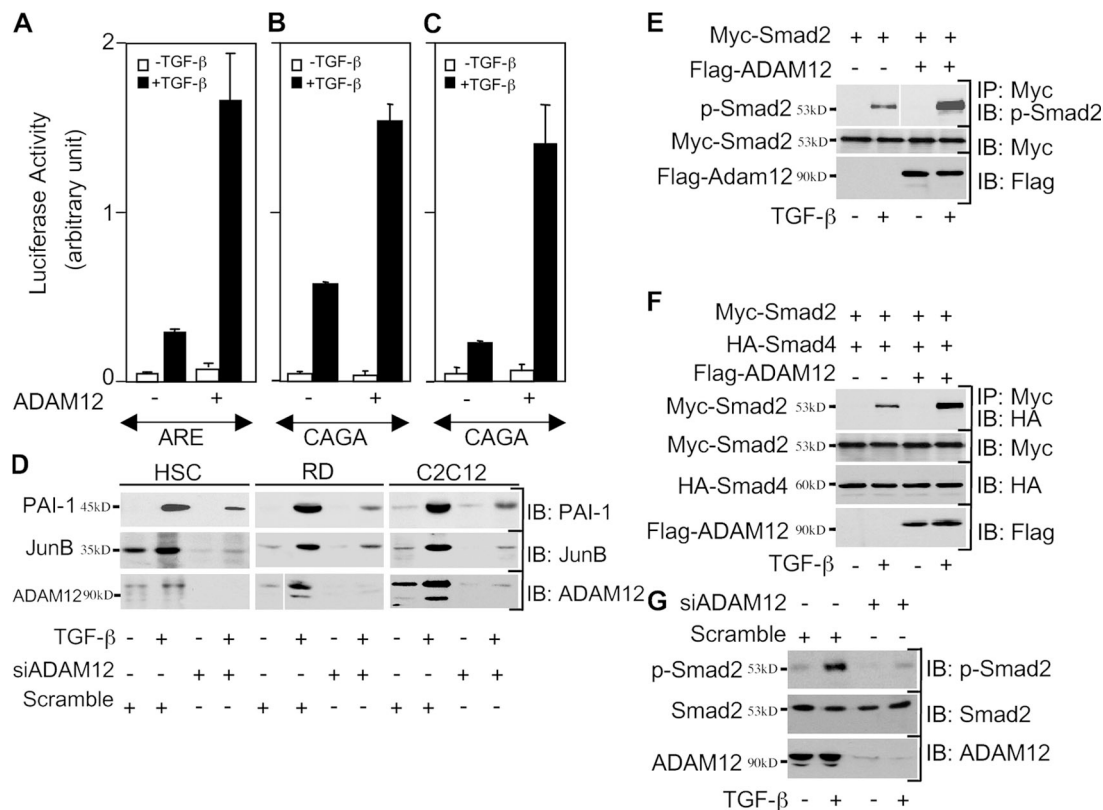 A B C
2
1
0
Luciferase Activity
(arbitrary unit)
-TGF-β
+TGF-β
-TGF-β
+TGF-β
-TGF-β
+TGF-β
ADAM12 - + - + - +
ARE CAGA CAGA
D
HSC RD C2C12
PAI-1 45kD IB: PAI-1
JunB 35kD IB: JunB
ADAM12 90kD IB: ADAM12
TGF-β - + - + - + - + - + - +
siADAM12 - - + + - - + + - - + +
Scramble + + - - + + - - + + - -
E
Myc-Smad2 + + + +
Flag-ADAM12 - - + +
p-Smad2 53kD IP: Myc
IB: p-Smad2
Myc-Smad2 53kD IB: Myc
Flag-Adam12 90kD IB: Flag
TGF-β - + - +
F
Myc-Smad2 + + + +
HA-Smad4 + + + +
Flag-ADAM12 - - + +
Myc-Smad2 53kD IP: Myc
IB: HA
Myc-Smad2 53kD IB: Myc
HA-Smad4 60kD IB: HA
Flag-ADAM12 90kD IB: Flag
TGF-β - + - +
G
siADAM12 - - + +
Scramble + + - -
p-Smad2 53kD IB: p-Smad2
Smad2 53kD IB: Smad2
ADAM12 90kD IB: ADAM12
TGF-β - + - +